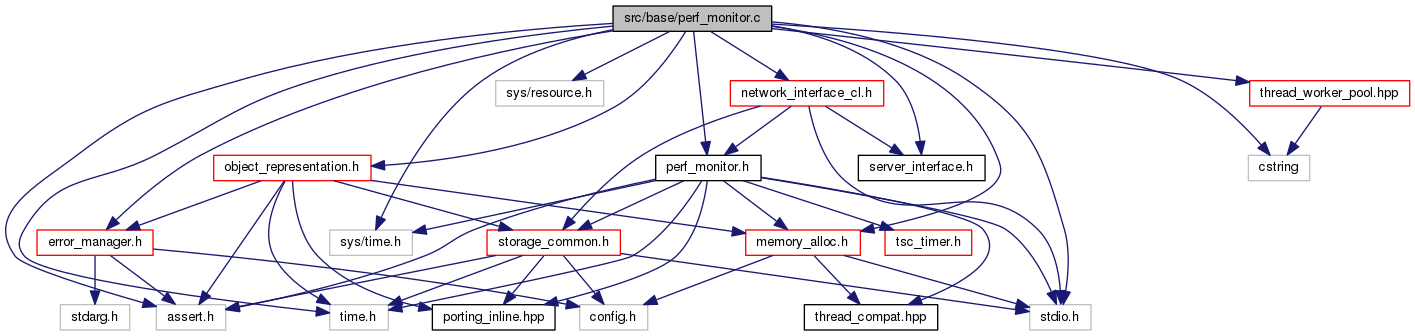 src/base/perf_monitor.c
sys/resource.h
network_interface_cl.h
thread_worker_pool.hpp
object_representation.h
perf_monitor.h
server_interface.h
cstring
error_manager.h
sys/time.h
storage_common.h
memory_alloc.h
tsc_timer.h
stdarg.h
assert.h
time.h
porting_inline.hpp
config.h
thread_compat.hpp
stdio.h